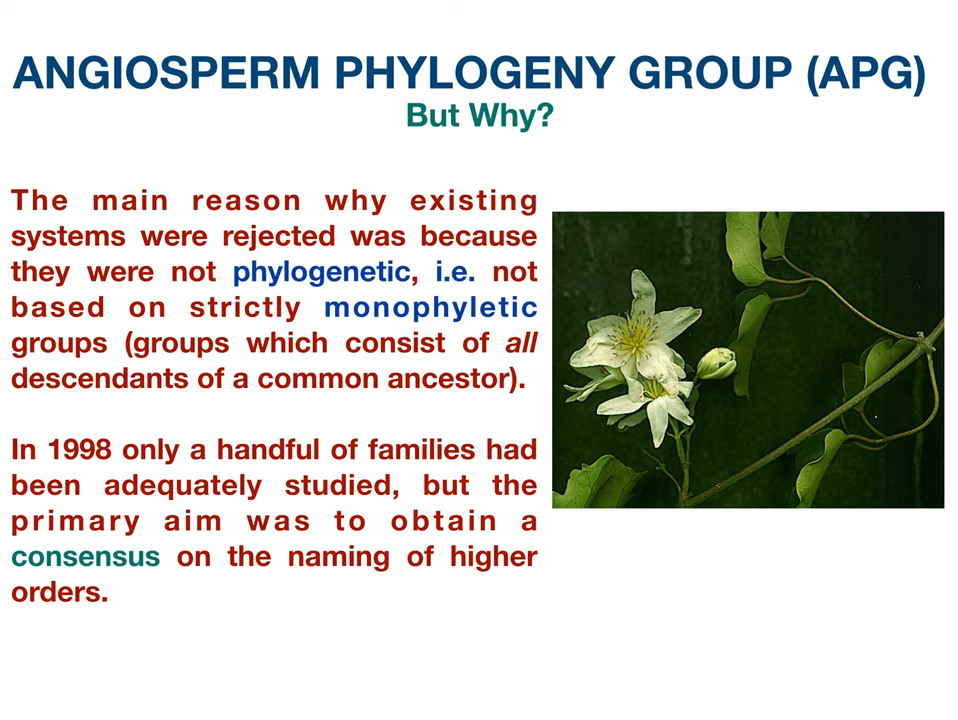 ANGIOSPERM PHYLOGENY GROUP (APG)
But Why?
The main reason why existing
systems were rejected was because
they were not phylogenetic, i.e. not
based on strictly monophyletic
groups (groups which consist of all
descendants of a common ancestor).
In 1998 only a handful of families had
been adequately studied, but the
primary aim was to obtain a
consensus on the naming of higher
orders.